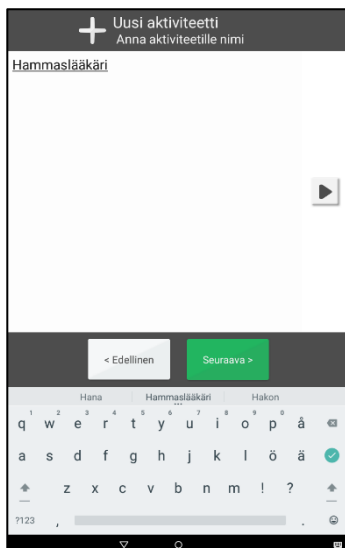 Uusi aktiviteetti
Anna aktiviteetille nimi
Hammaslääkäri
< Edellinen
Seuraava >
Hana Hammaslääkäri Hakon
q 1 w 2 e 3 r 4 t 5 y 6 u 7 i 8 o 9 p 0 å
a s d f g h j k l ö ä
z x c v b n m ! ?
?123 , .